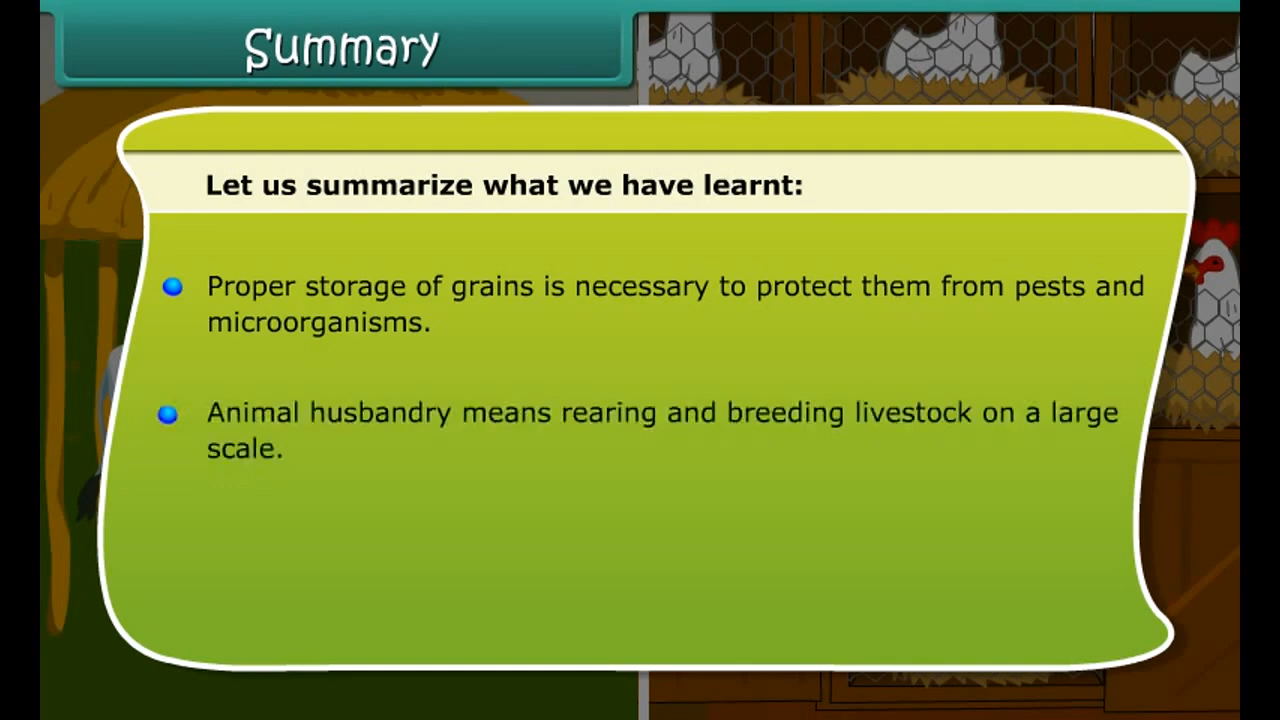 Summary
Let us summarize what we have learnt:
Proper storage of grains is necessary to protect them from pests and
microorganisms.
Animal husbandry means rearing and breeding livestock on a large
scale.